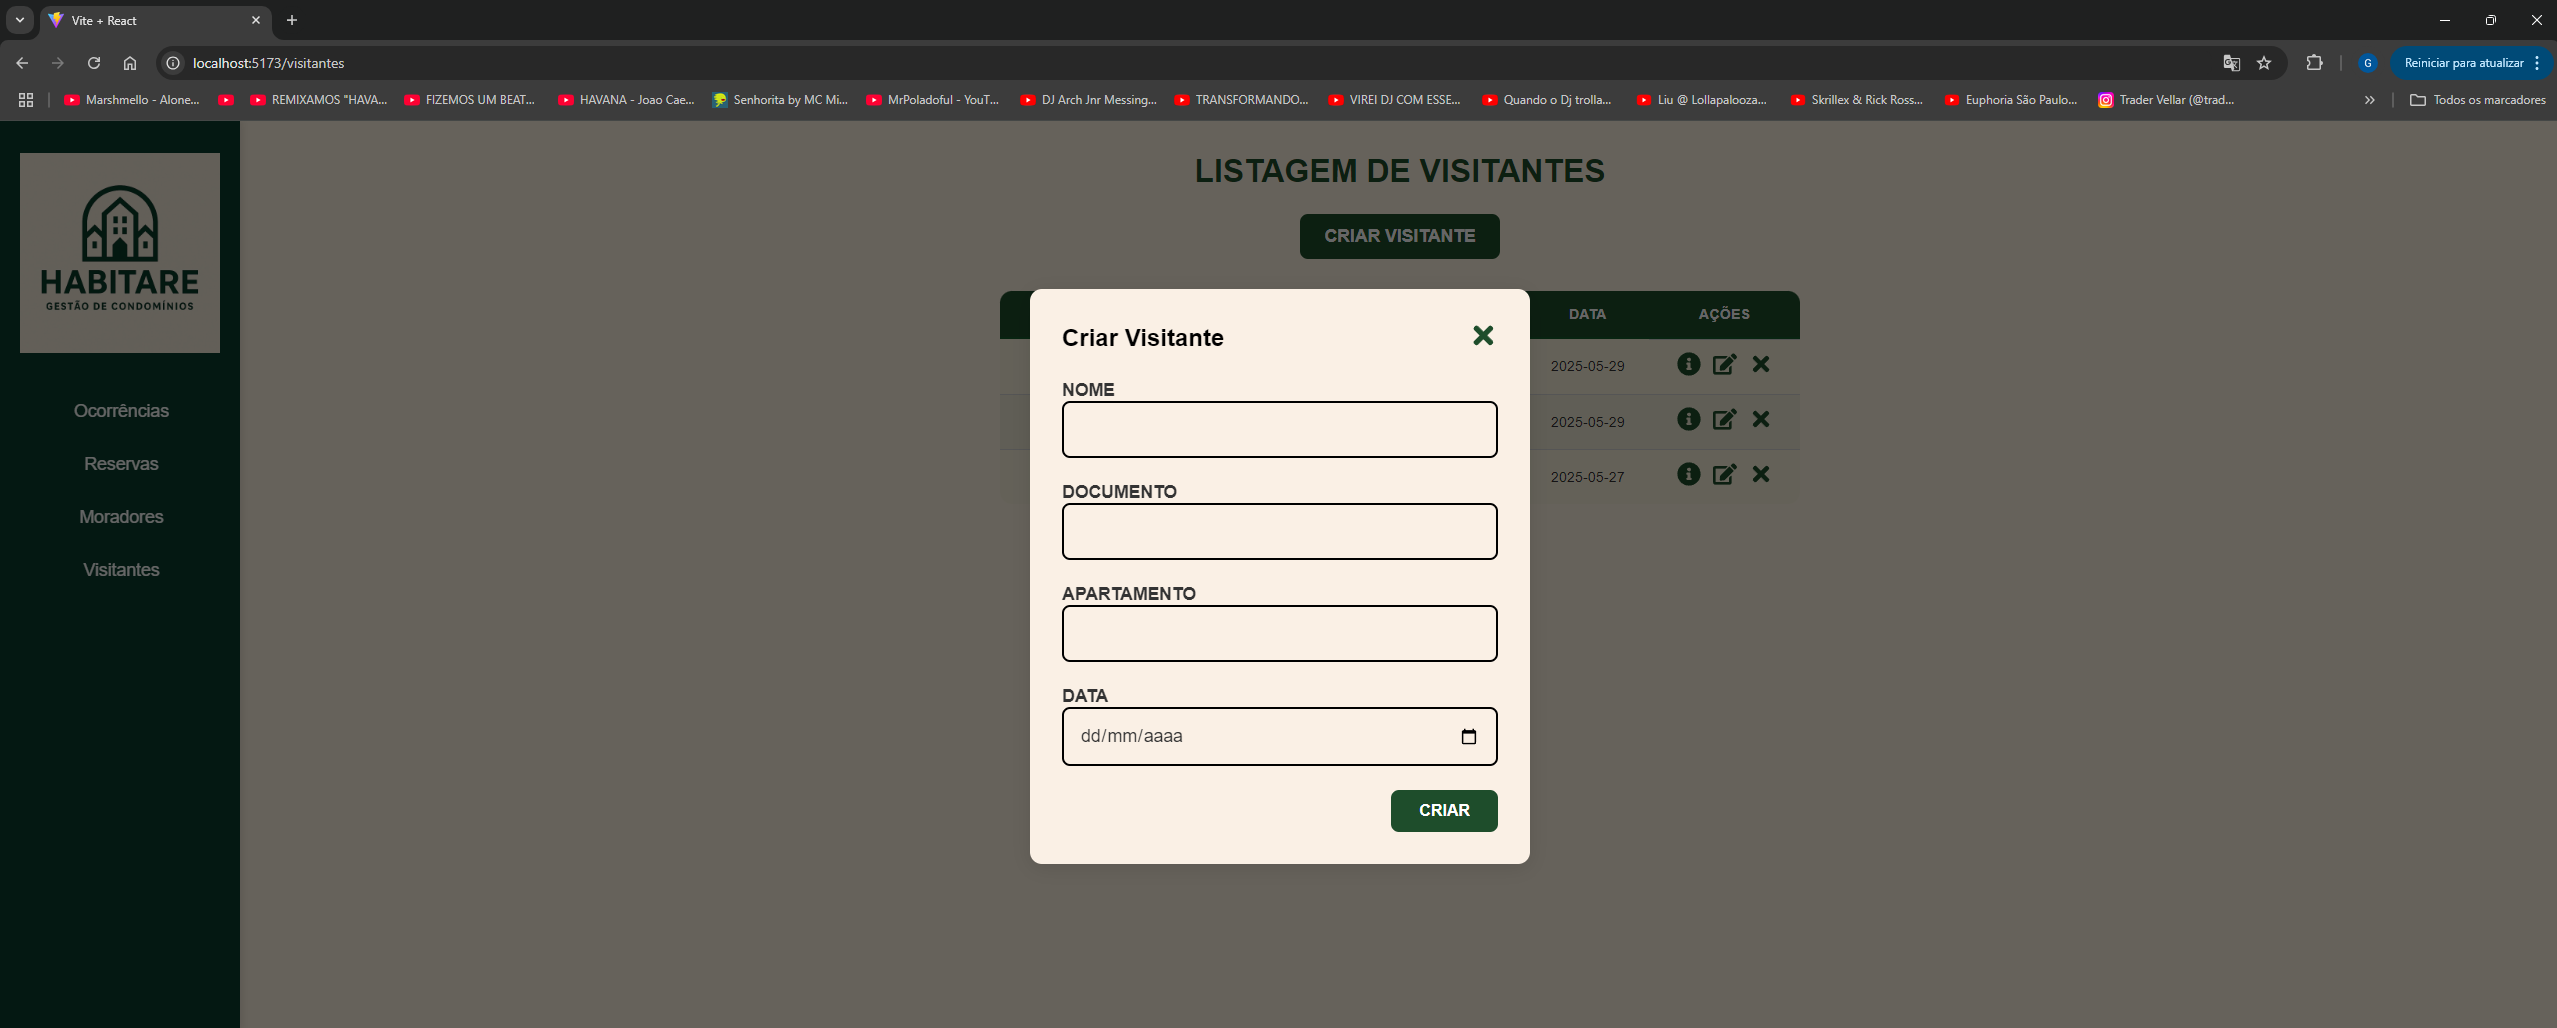 Vite + React
localhost:5173/visitantes
G
Reiniciar para atualizar
Marshmello - Alone...
REMIXAMOS "HAVA...
FIZEMOS UM BEAT...
HAVANA - Joao Cae...
Senhorita by MC Mi...
MrPoladoful - YouT...
DJ Arch Jnr Messing...
TRANSFORMANDO...
VIREI DJ COM ESSE...
Quando o Dj trolla...
Liu @ Lollapalooza...
Skrillex & Rick Ross...
Euphoria São Paulo...
Trader Vellar (@trad...
Todos os marcadores
HABITARE
GESTÃO DE CONDOMÍNIOS
Ocorrências
Reservas
Moradores
Visitantes
LISTAGEM DE VISITANTES
CRIAR VISITANTE
DATA AÇÕES
2025-05-29
2025-05-29
2025-05-27
Criar Visitante
NOME
DOCUMENTO
APARTAMENTO
DATA
dd/mm/aaaa
CRIAR